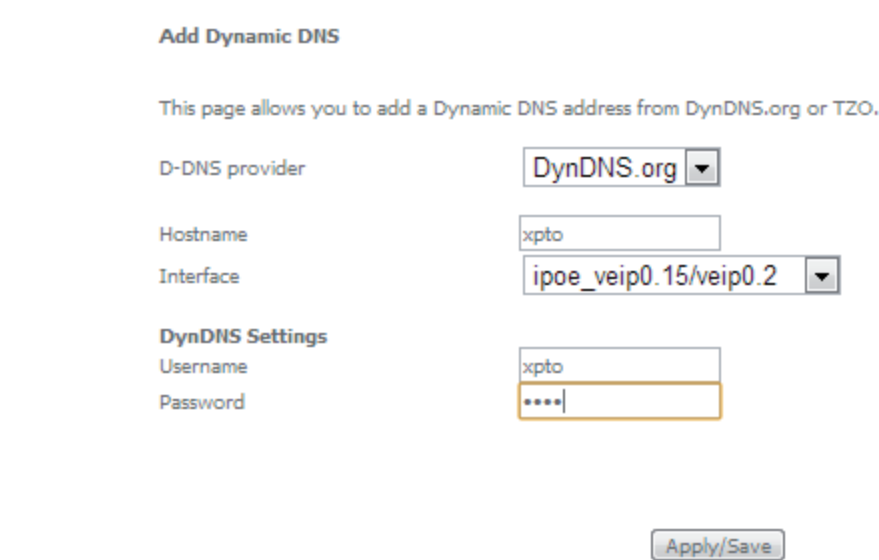 Add Dynamic DNS
This page allows you to add a Dynamic DNS address from DynDNS.org or TZO.
D-DNS provider DynDNS.org
Hostname xpto
Interface ipoe_veip0.15/veip0.2
DynDNS Settings
Username xpto
Password ••••
Apply/Save